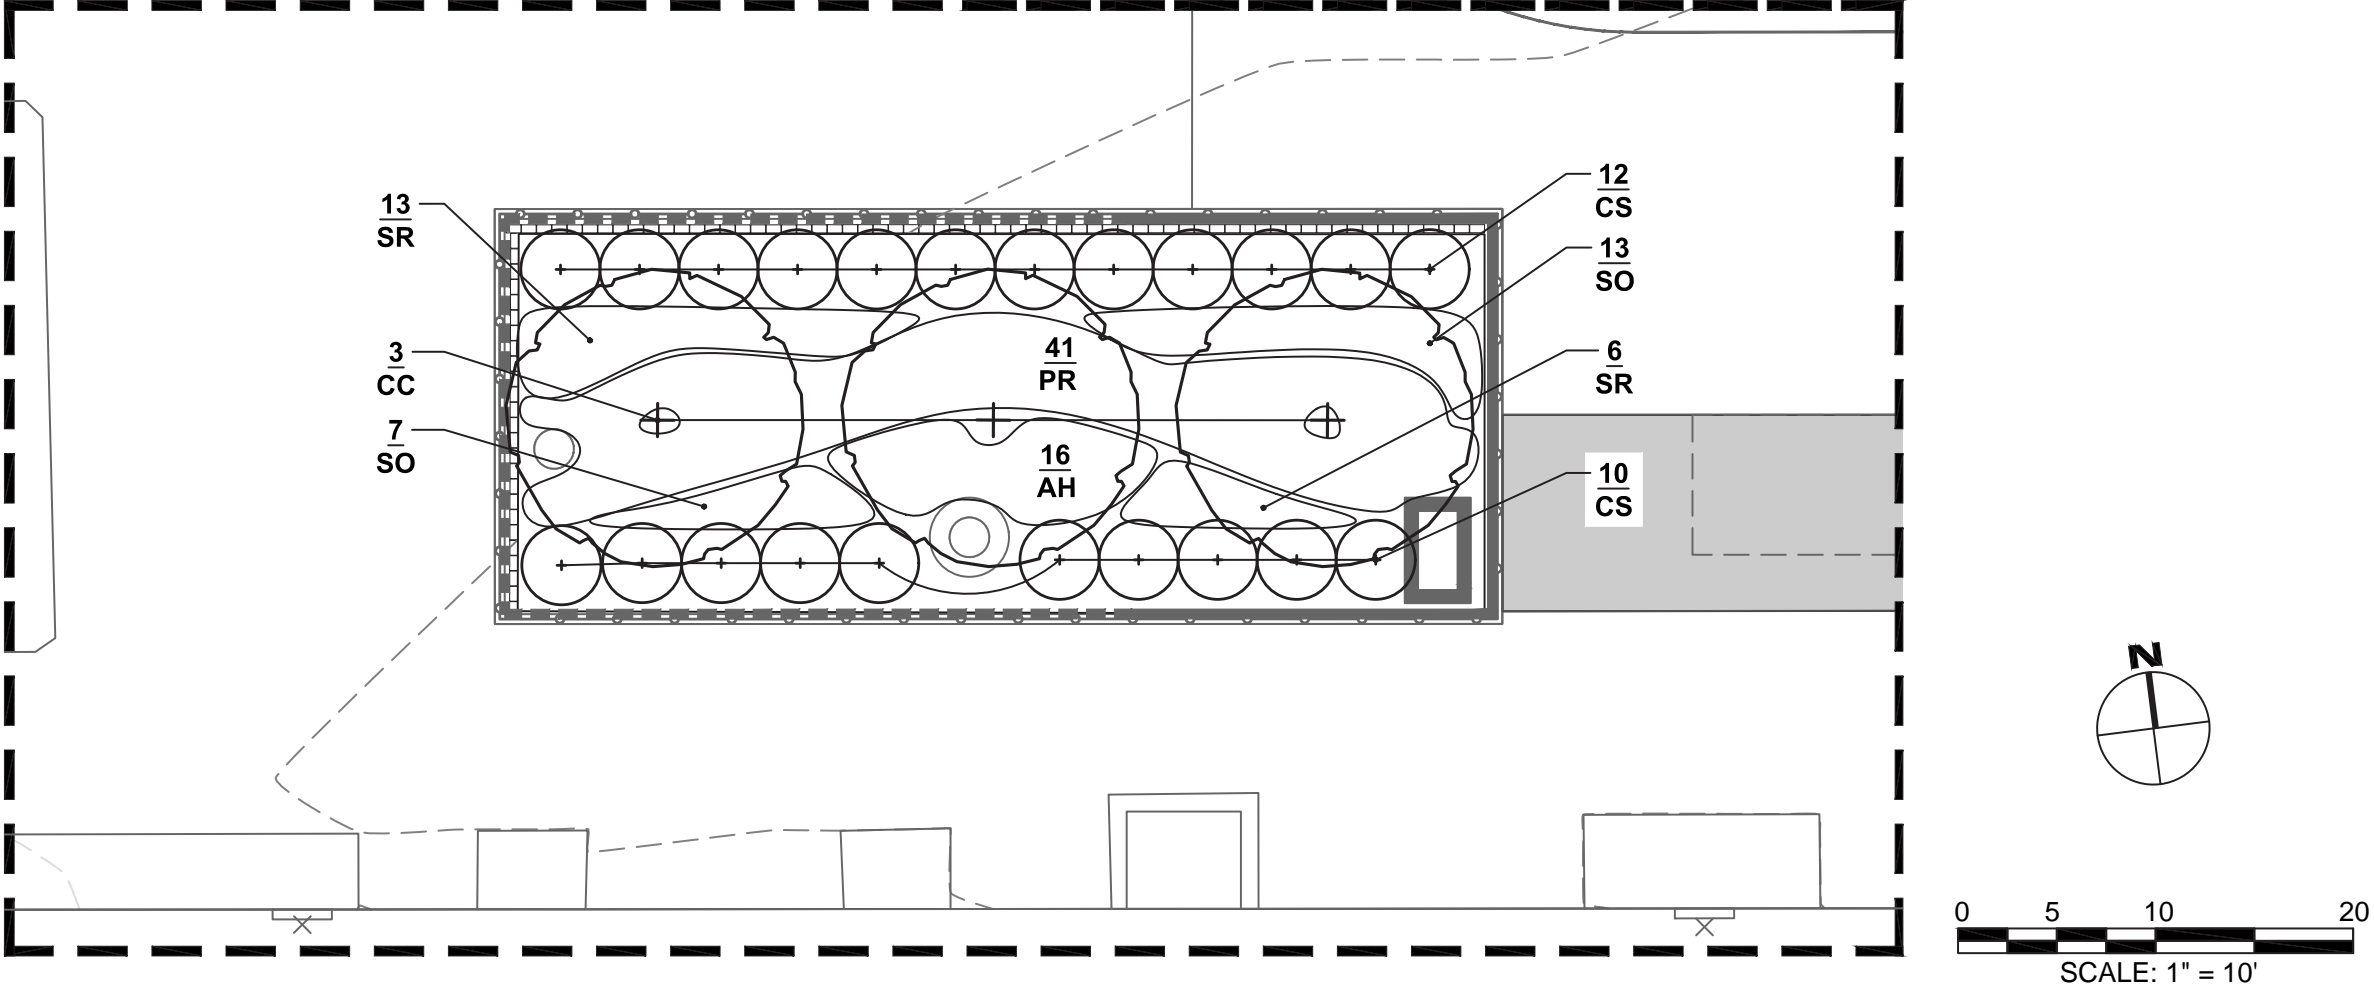 12
CS
13
SR
13
SO
41
PR
3
CC
6
SR
7
SO
16
AH
10
CS
N
0 5 10 20
SCALE: 1" = 10'